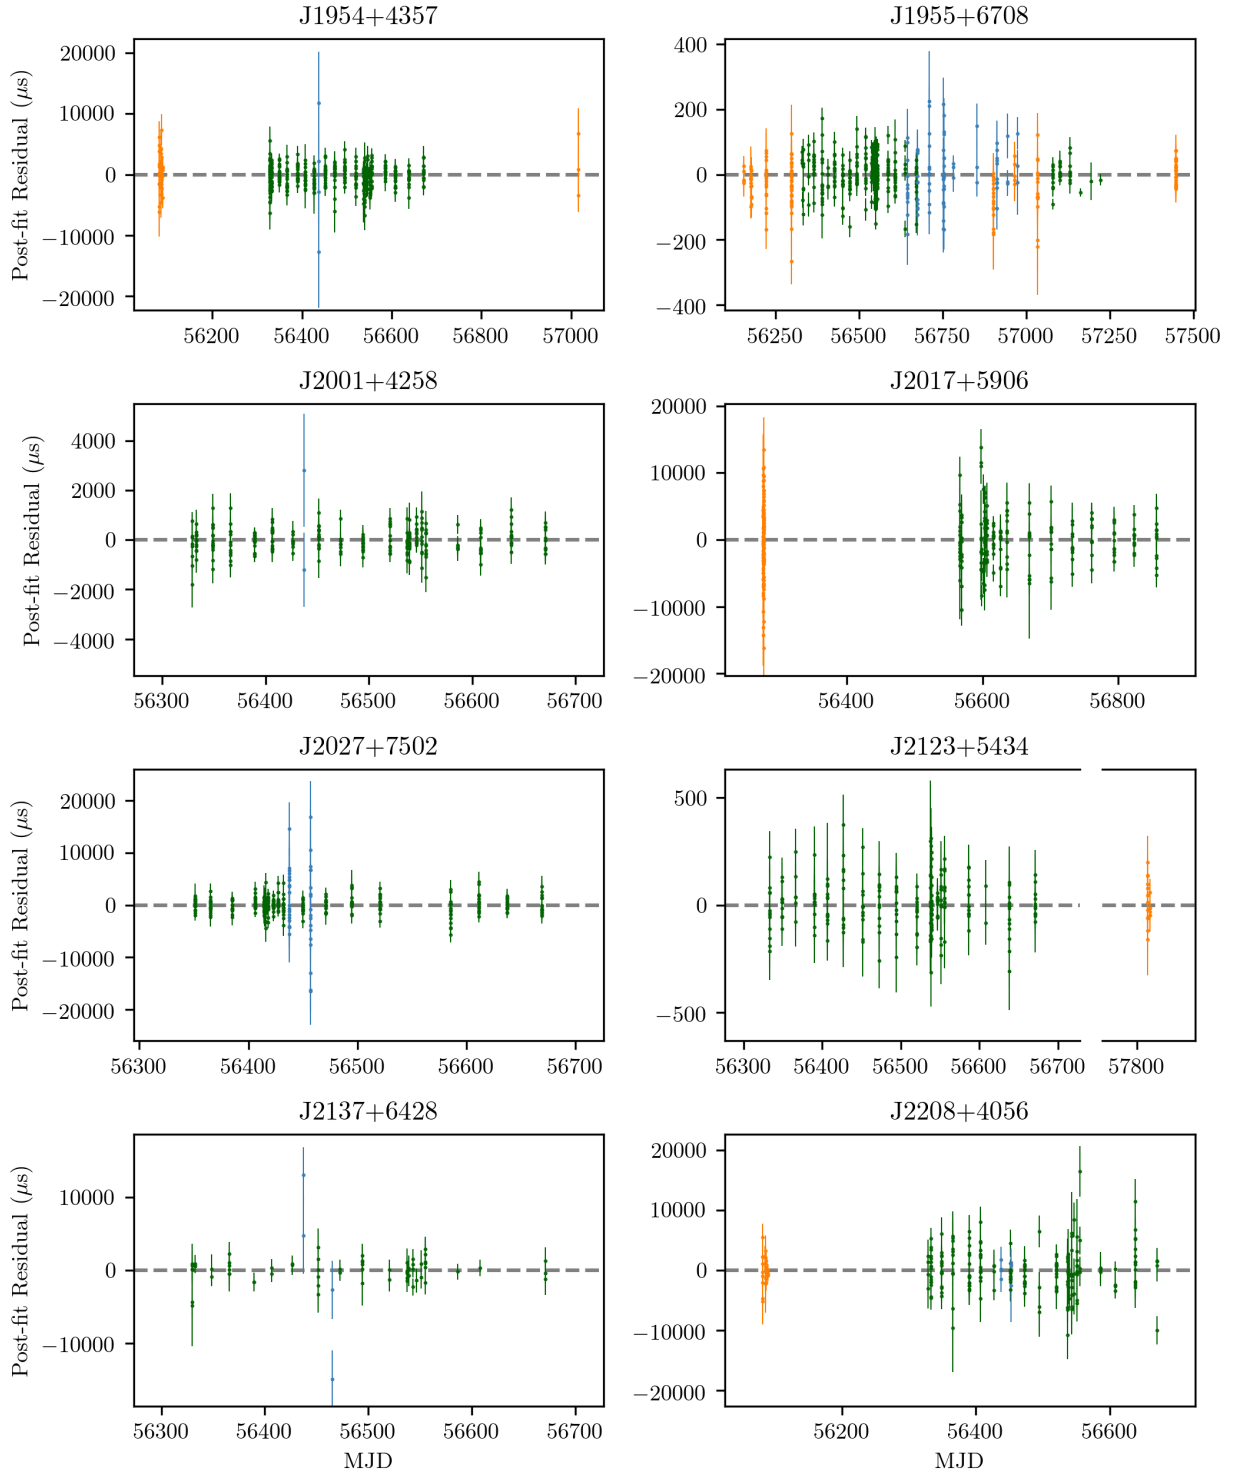 J1954+4357
J1955+6708
Post-fit Residual (μs)
20000
10000
0
−10000
−20000
56200 56400 56600 56800 57000
400
200
0
−200
−400
56250 56500 56750 57000 57250 57500
J2001+4258
J2017+5906
Post-fit Residual (μs)
4000
2000
0
−2000
−4000
56300 56400 56500 56600 56700
20000
10000
0
−10000
−20000
56400 56600 56800
J2027+7502
J2123+5434
Post-fit Residual (μs)
20000
10000
0
−10000
−20000
56300 56400 56500 56600 56700
500
0
−500
56300 56400 56500 56600 56700 57800
J2137+6428
J2208+4056
Post-fit Residual (μs)
10000
0
−10000
56300 56400 56500 56600 56700
MJD
20000
10000
0
−10000
−20000
56200 56400 56600
MJD